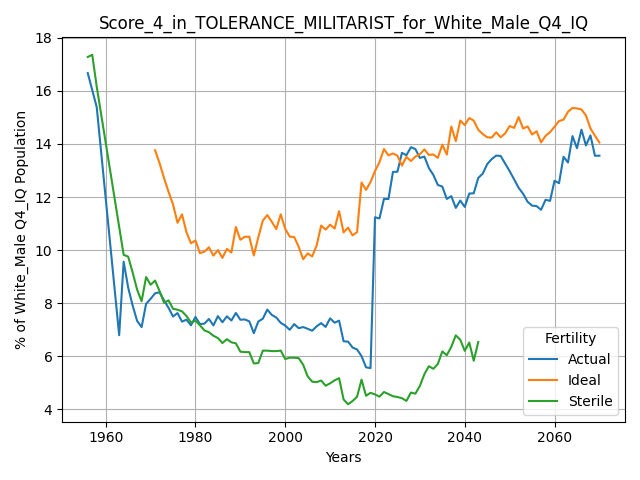 Score_4_in_TOLERANCE_MILITARIST_for_White_Male_Q4_IQ
% of White_Male Q4_IQ Population
18
16
14
12
10
8
6
4
1960 1980 2000 2020 2040 2060
Years
Fertility
Actual
Ideal
Sterile